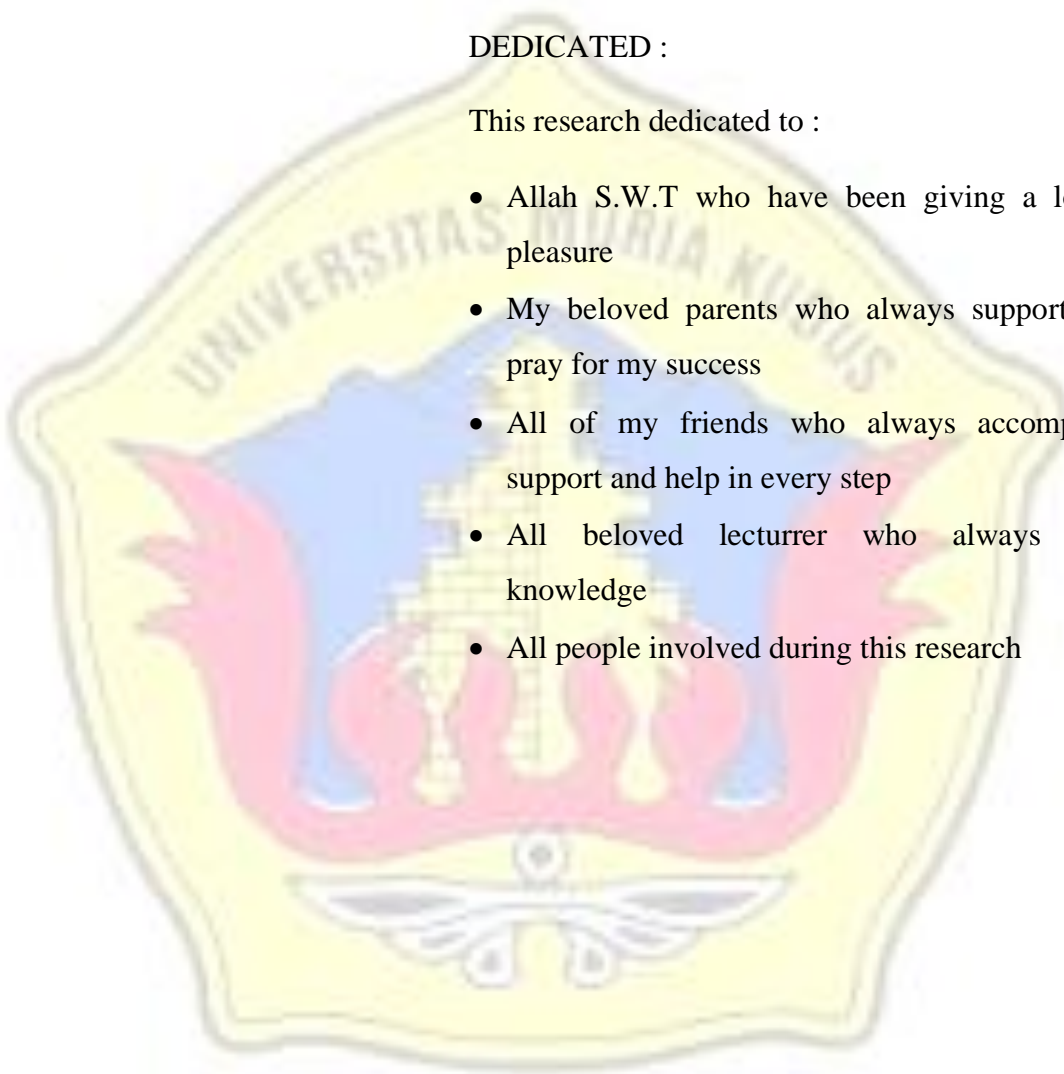 DEDICATED :
This research dedicated to :
• Allah S.W.T who have been giving a
pleasure
• My beloved parents who always support
pray for my success
• All of my friends who always
support and help in every step
• All beloved lecturrer who always
knowledge
• All people involved during this research
UNIVERSITAS MURIA KUDUS